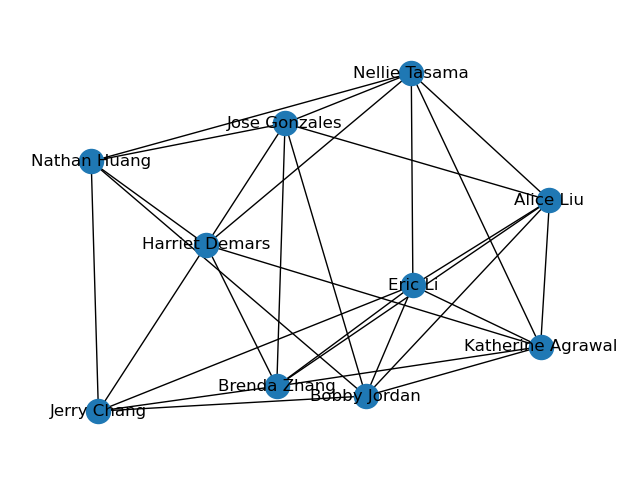 Nellie Tasama
Jose Gonzales
Nathan Huang
Alice Liu
Harriet Demars
Eric Li
Katherine Agrawal
Brenda Zhang
Bobby Jordan
Jerry Chang